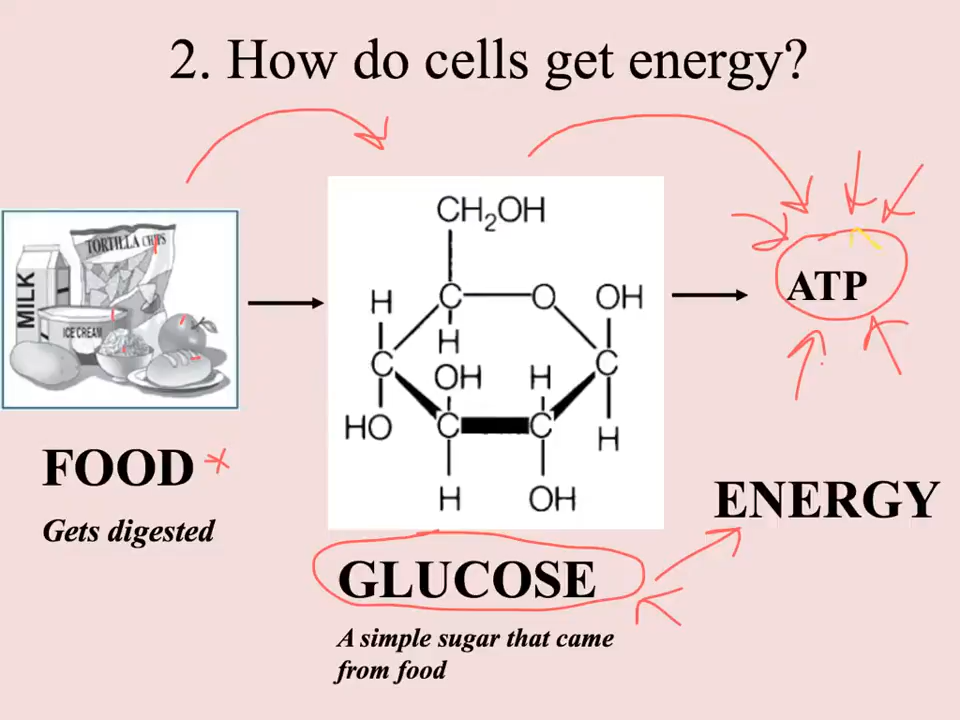 2. How do cells get energy?
TORTILLA CHIPS
MILK
ICE CREAM
CH2OH
H
C
O
OH
H
C
OH
H
C
HO
C
C
H
H
OH
ATP
FOOD
Gets digested
ENERGY
GLUCOSE
A simple sugar that came
from food